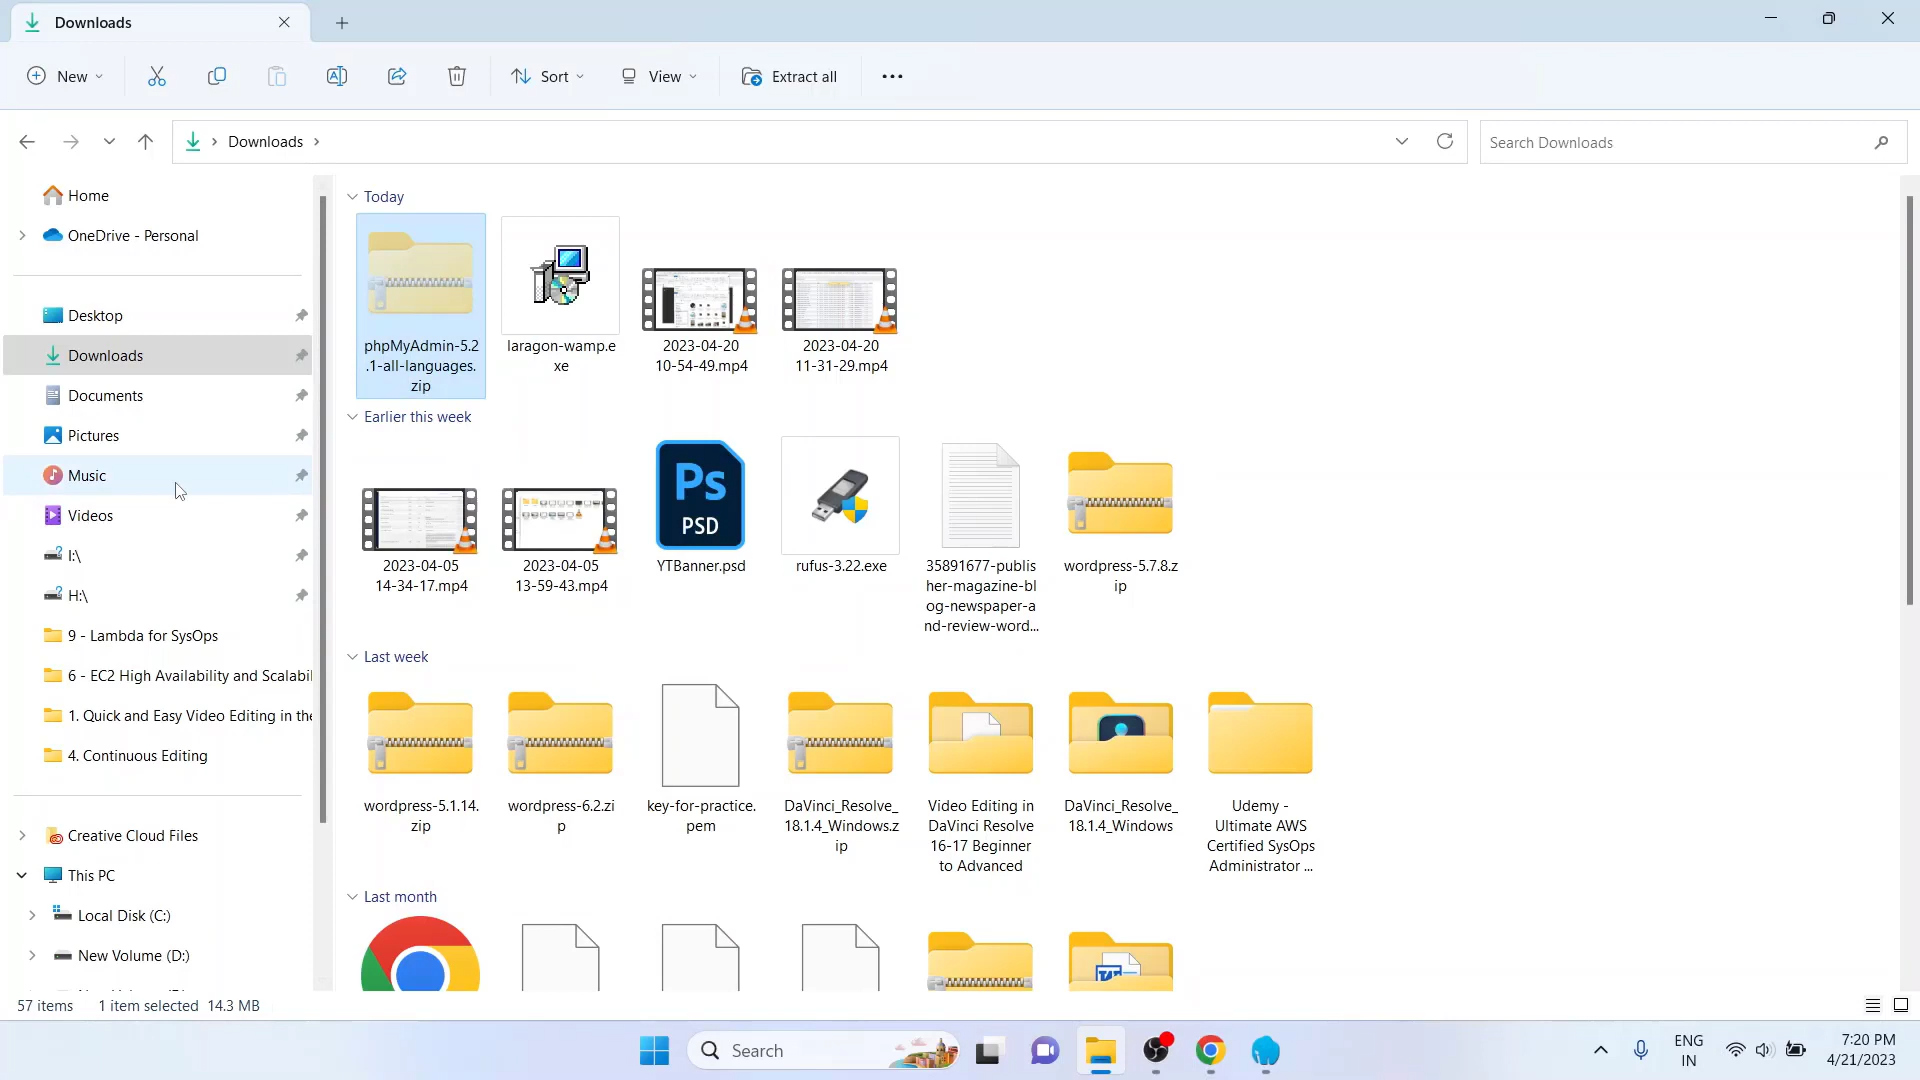 Downloads
New
Sort
View
Extract all
Downloads
Search Downloads
Home
OneDrive - Personal
Desktop
Downloads
Documents
Pictures
Music
Videos
I:\
H:\
9 - Lambda for SysOps
6 - EC2 High Availability and Scalabil
1. Quick and Easy Video Editing in the
4. Continuous Editing
Creative Cloud Files
This PC
Local Disk (C:)
New Volume (D:)
Today
phpMyAdmin-5.2
.1-all-languages.
zip
laragon-wamp.e
xe
2023-04-20
10-54-49.mp4
2023-04-20
11-31-29.mp4
Earlier this week
2023-04-05
14-34-17.mp4
2023-04-05
13-59-43.mp4
Ps
PSD
YTBanner.psd
rufus-3.22.exe
35891677-publis
her-magazine-bl
og-newspaper-a
nd-review-word...
wordpress-5.7.8.z
ip
Last week
wordpress-5.1.14.
zip
wordpress-6.2.zi
p
key-for-practice.
pem
DaVinci_Resolve_
18.1.4_Windows.z
ip
Video Editing in
DaVinci Resolve
16-17 Beginner
to Advanced
DaVinci_Resolve_
18.1.4_Windows
Udemy -
Ultimate AWS
Certified SysOps
Administrator ...
Last month
57 items
1 item selected 14.3 MB
Search
ENG
IN
7:20 PM
4/21/2023